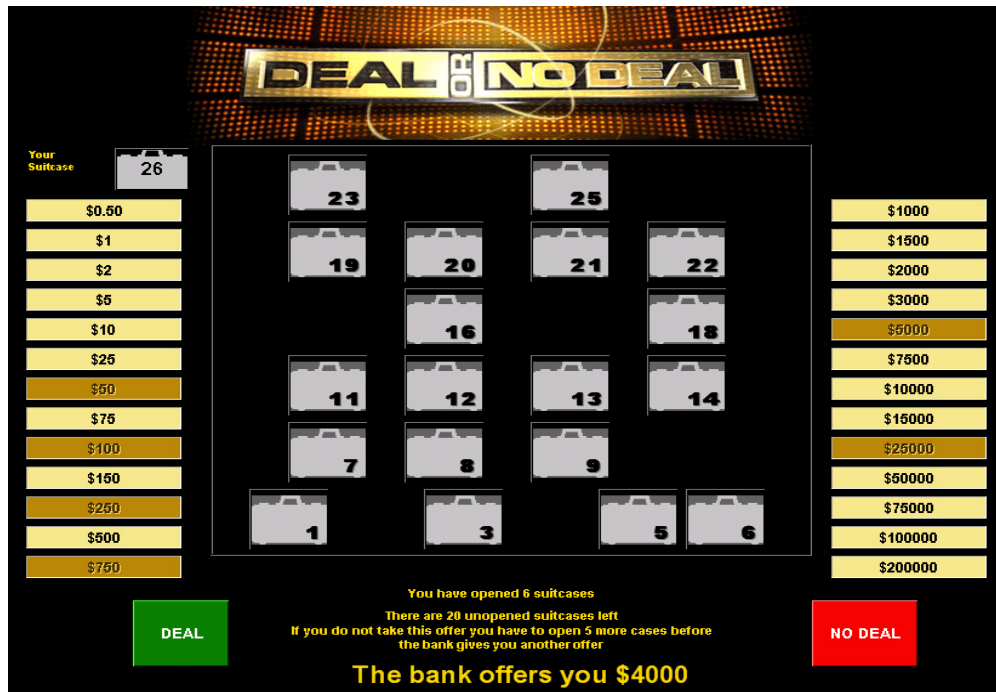 DEAL OR NO DEAL
Your
Suitcase
26
$0.50
$1
$2
$5
$10
$25
$50
$75
$100
$150
$250
$500
$750
23 25
19 20 21 22
16 18
11 12 13 14
7 8 9
1 3 5 6
$1000
$1500
$2000
$3000
$5000
$7500
$10000
$15000
$25000
$50000
$75000
$100000
$200000
You have opened 6 suitcases
There are 20 unopened suitcases left
If you do not take this offer you have to open 5 more cases before
the bank gives you another offer
DEAL
NO DEAL
The bank offers you $4000